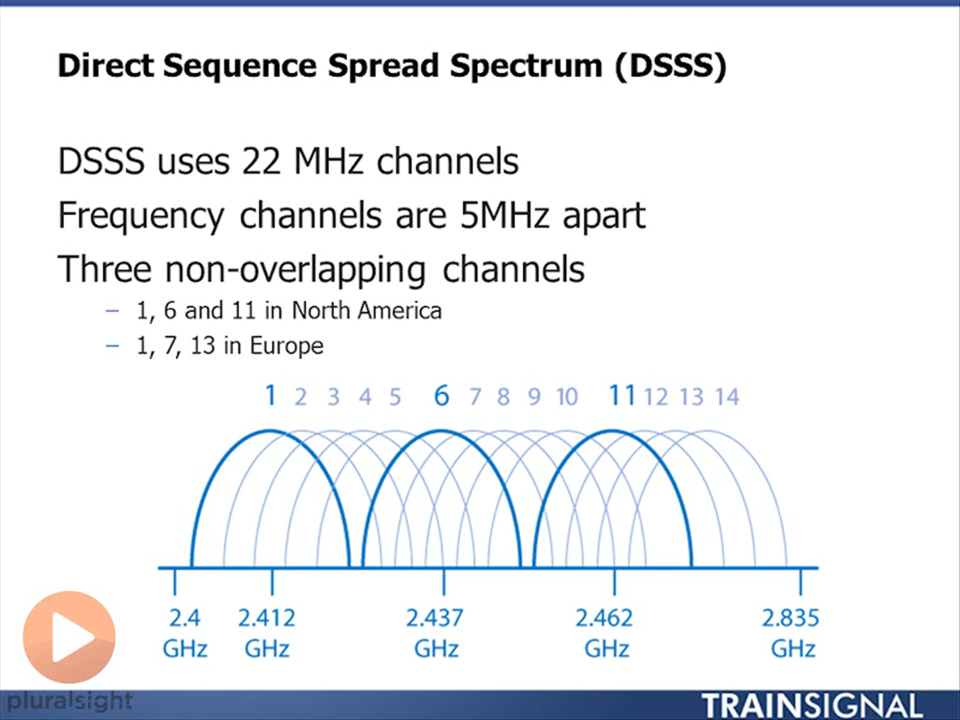 Direct Sequence Spread Spectrum (DSSS)
DSSS uses 22 MHz channels
Frequency channels are 5MHz apart
Three non-overlapping channels
– 1, 6 and 11 in North America
– 1, 7, 13 in Europe
1 2 3 4 5 6 7 8 9 10 11 12 13 14
2.4 2.412 2.437 2.462 2.835
GHz GHz GHz GHz GHz
pluralsight
TRAINSIGNAL